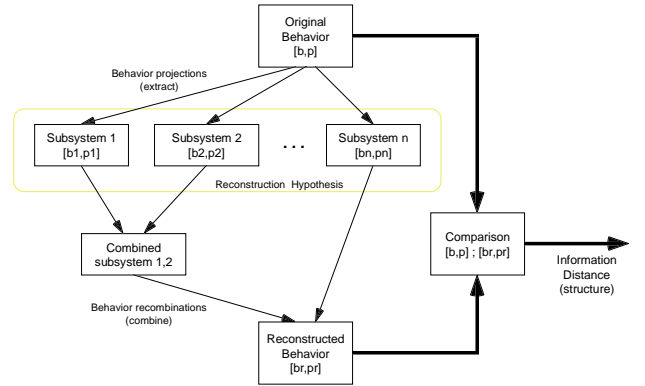 Original
Behavior
[b,p]
Behavior projections
(extract)
Subsystem 1
[b1,p1]
Subsystem 2
[b2,p2]
...
Subsystem n
[bn,pn]
Reconstruction Hypothesis
Combined
subsystem 1,2
Comparison
[b,p] ; [br,pr]
Information
Distance
(structure)
Behavior recombinations
(combine)
Reconstructed
Behavior
[br,pr]